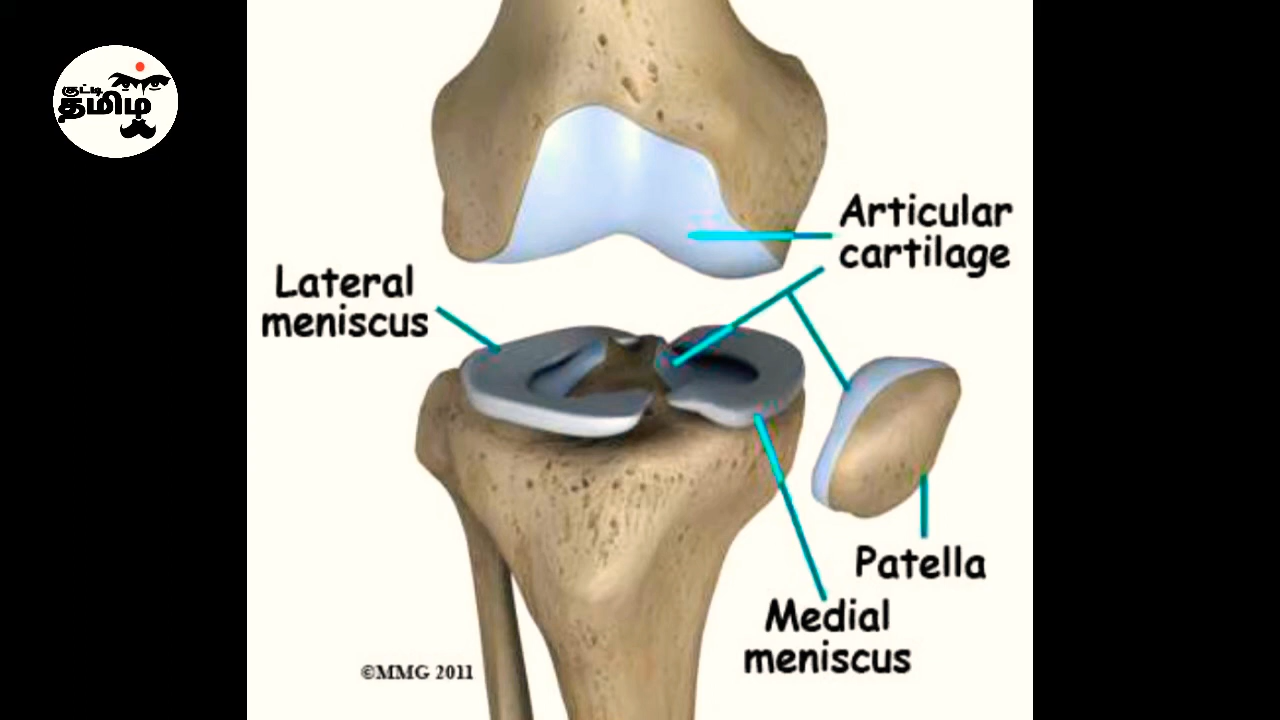 குட்டி
தமிழ்
Articular
cartilage
Lateral
meniscus
Patella
Medial
meniscus
©MMG 2011